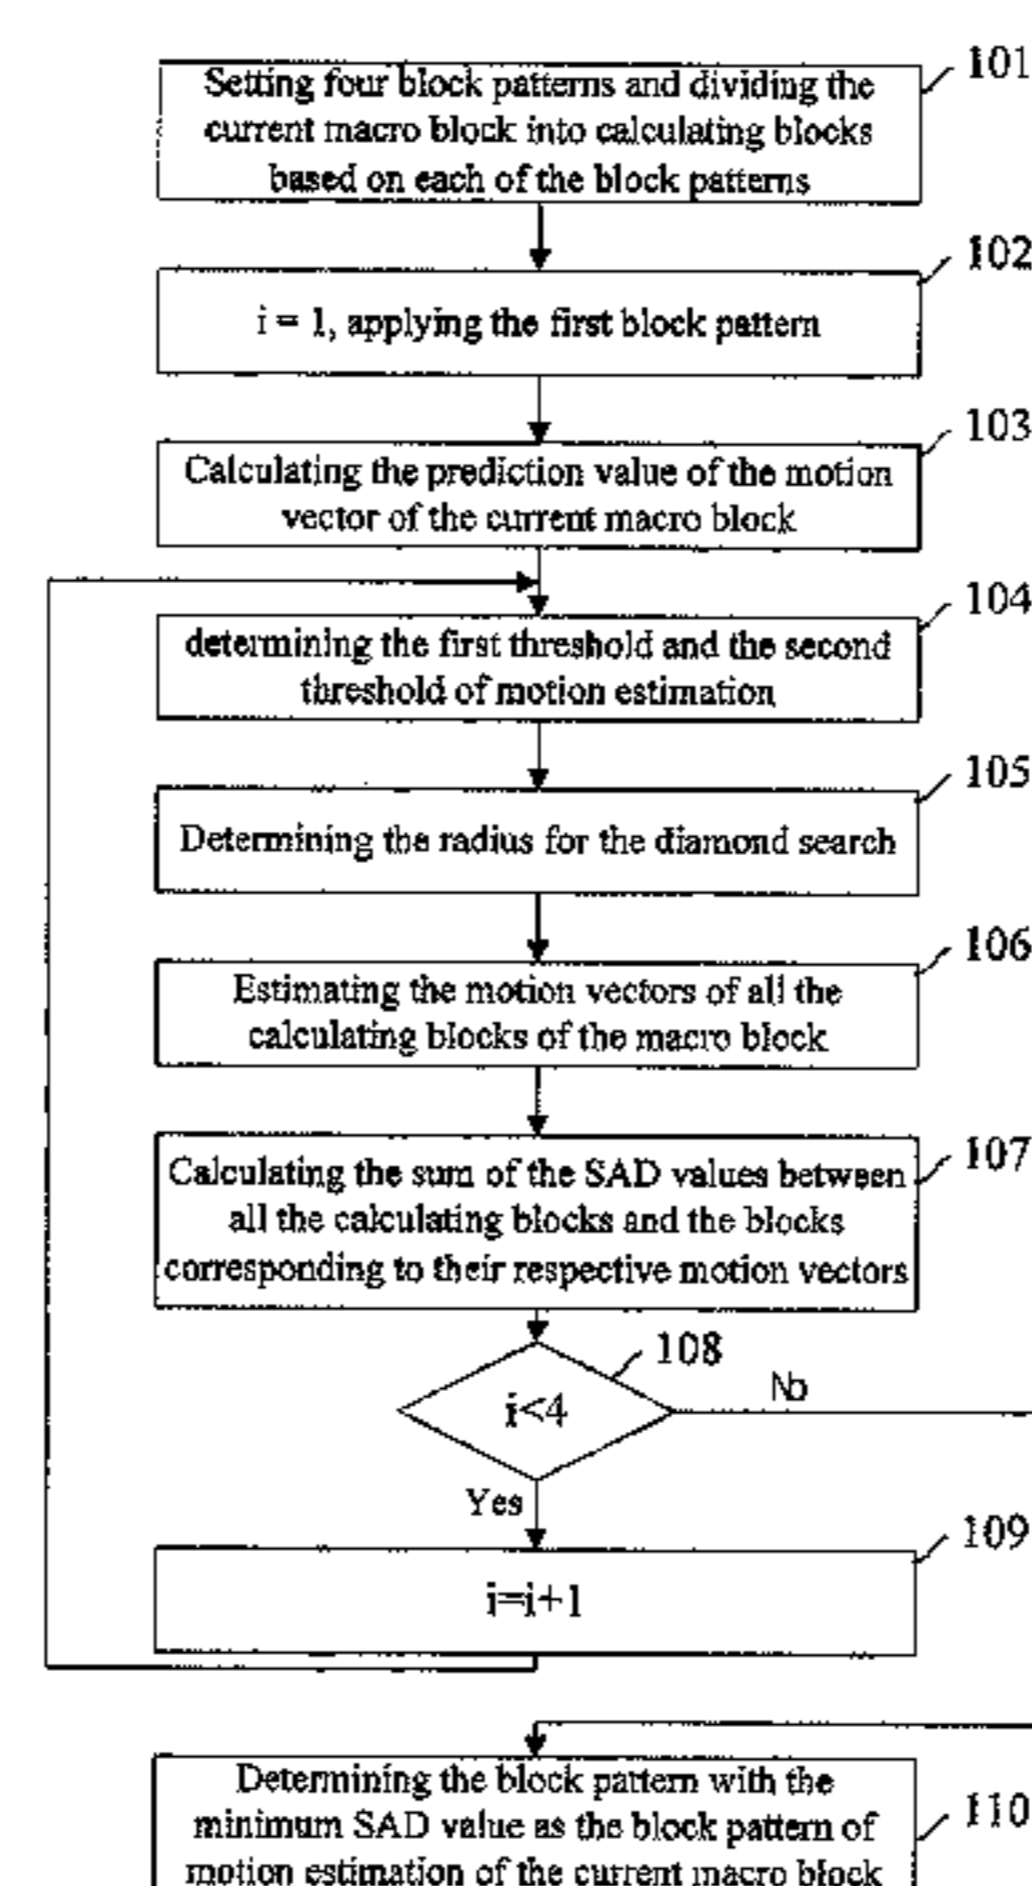 101
Setting four block patterns and dividing the
current macro block into calculating blocks
based on each of the block patterns
102
i = 1, applying the first block pattern
103
Calculating the prediction value of the motion
vector of the current macro block
104
determining the first threshold and the second
threshold of motion estimation
105
Determining the radius for the diamond search
106
Estimating the motion vectors of all the
calculating blocks of the macro block
107
Calculating the sum of the SAD values between
all the calculating blocks and the blocks
corresponding to their respective motion vectors
108
i<4
No
Yes
109
i=i+1
110
Determining the block pattern with the
minimum SAD value as the block pattern of
motion estimation of the current macro block